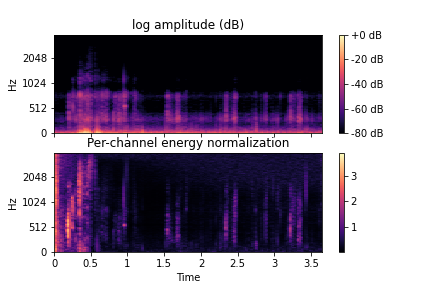 log amplitude (dB)
Hz
2048
1024
512
0
+0 dB
-20 dB
-40 dB
-60 dB
-80 dB
Per-channel energy normalization
Hz
2048
1024
512
0
3
2
1
0 0.5 1 1.5 2 2.5 3 3.5
Time